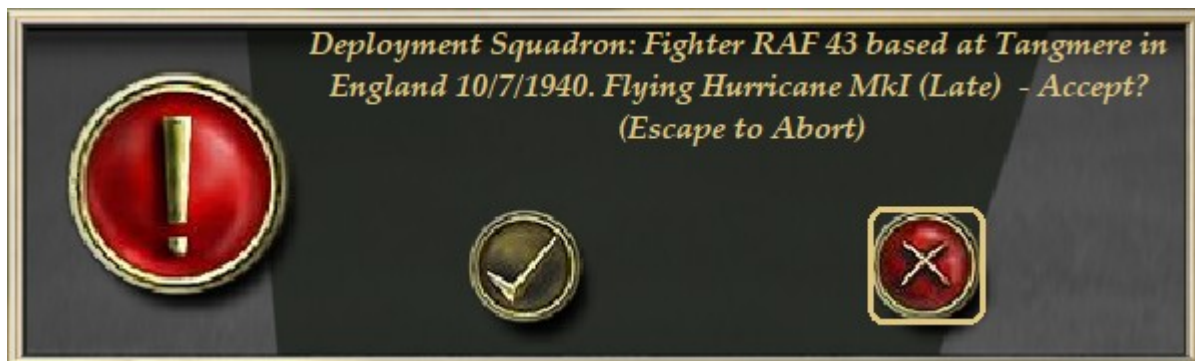 Deployment Squadron: Fighter RAF 43 based at Tangmere in
England 10/7/1940. Flying Hurricane MkI (Late)  - Accept?
(Escape to Abort)